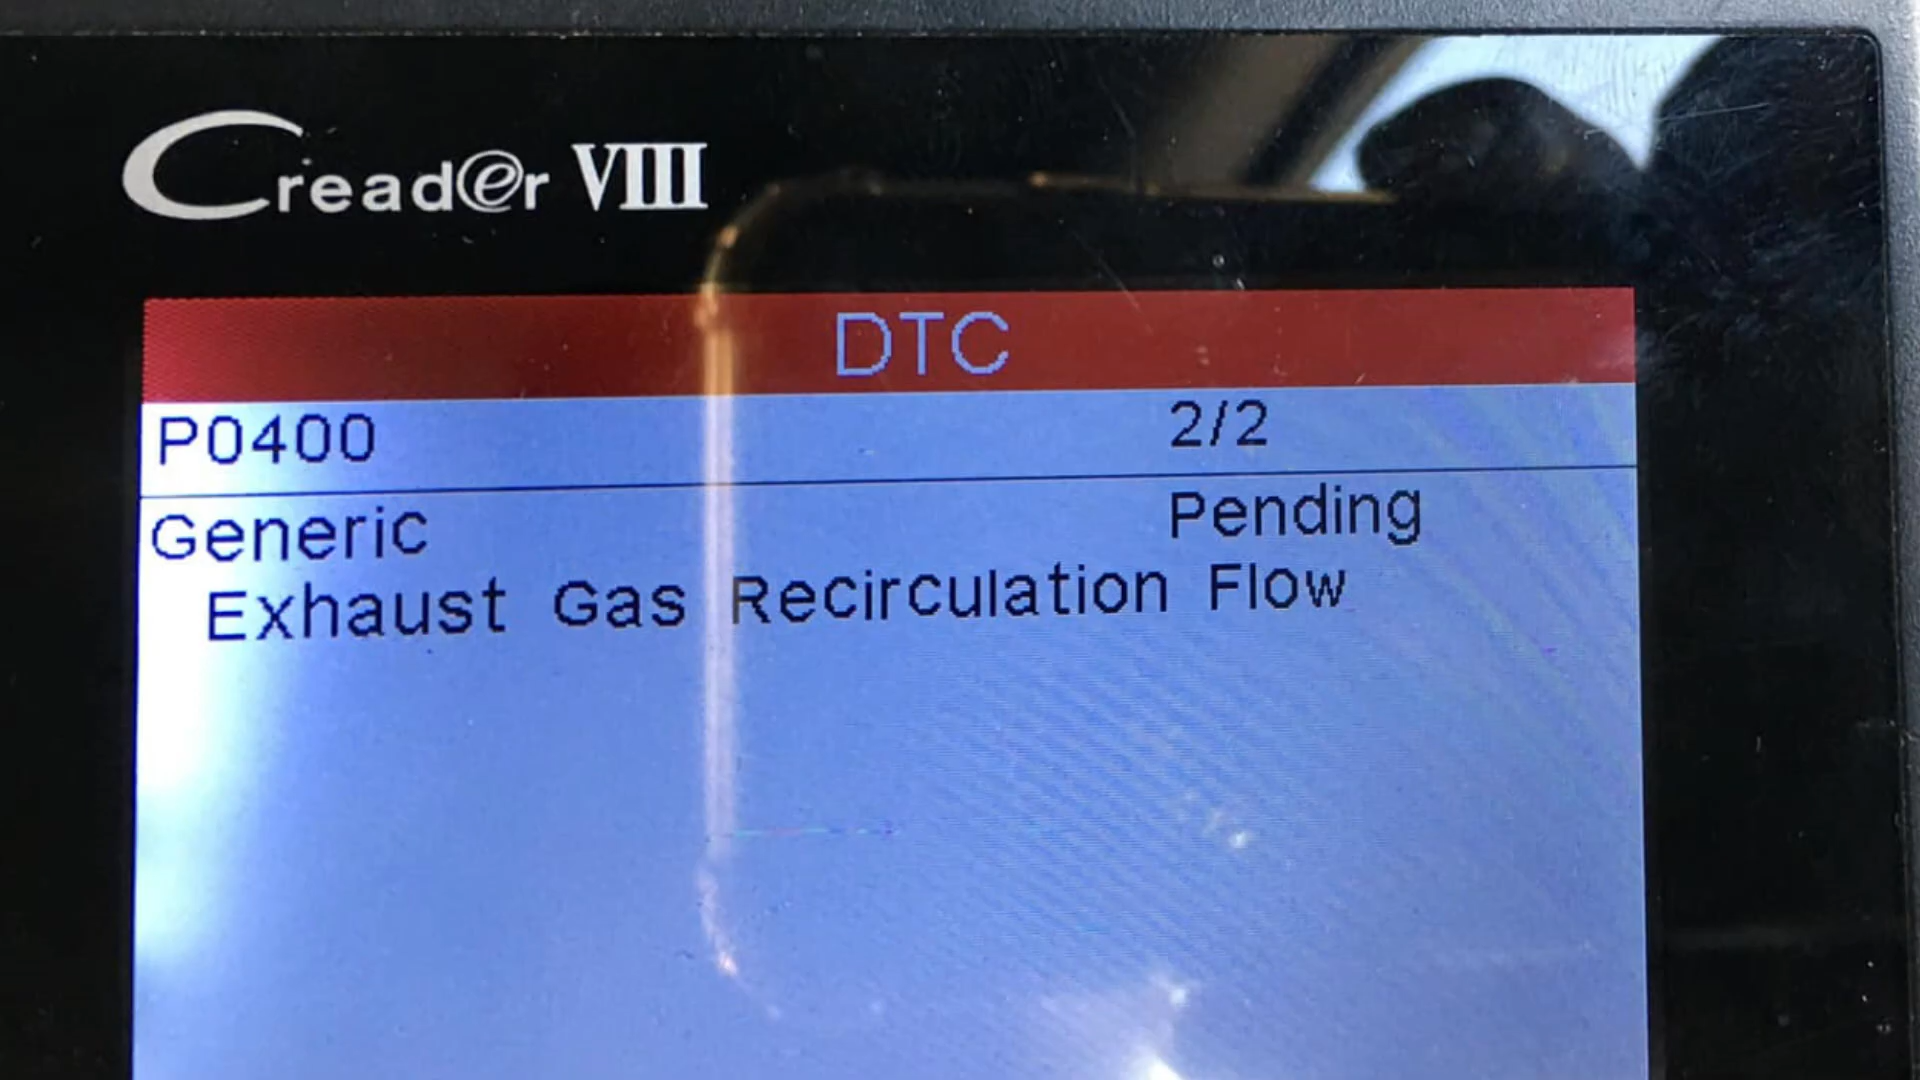 Creader VIII
DTC
P0400 2/2
Generic Pending
Exhaust Gas Recirculation Flow